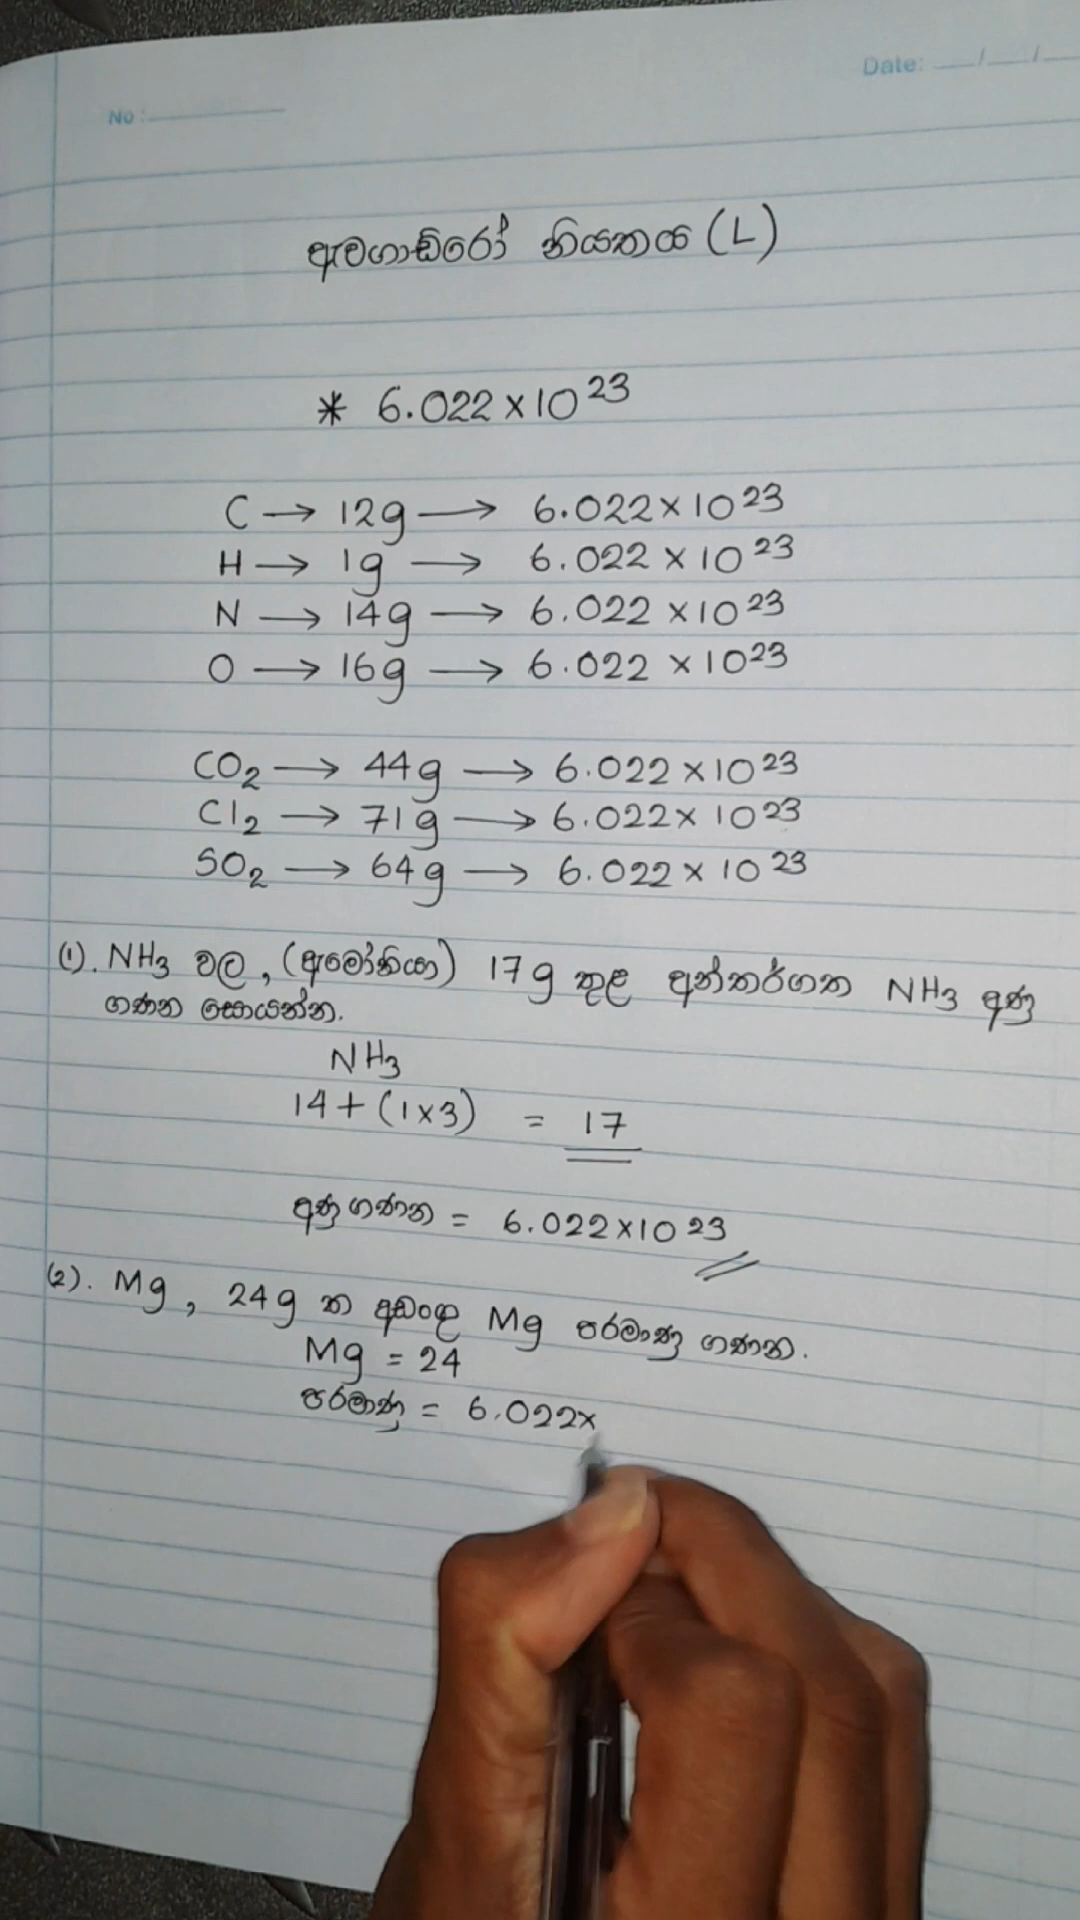 No :
Date: __/__/__
ඇවගාඩ්රෝ නියතය (L)
* 6.022 × 10²³
C → 12g → 6.022 × 10²³
H → 1g → 6.022 × 10²³
N → 14g → 6.022 × 10²³
O → 16g → 6.022 × 10²³
CO₂ → 44g → 6.022 × 10²³
Cl₂ → 71g → 6.022 × 10²³
SO₂ → 64g → 6.022 × 10²³
(1). NH₃ වල , (ඇමෝනියා) 17g තුළ අන්තර්ගත NH₃ අණු
ගණන සොයන්න.
NH₃
14 + (1×3) = 17
අණු ගණන = 6.022×10²³
(2). Mg , 24g ක අඩංගු Mg පරමාණු ගණන.
Mg = 24
පරමාණු = 6.022×